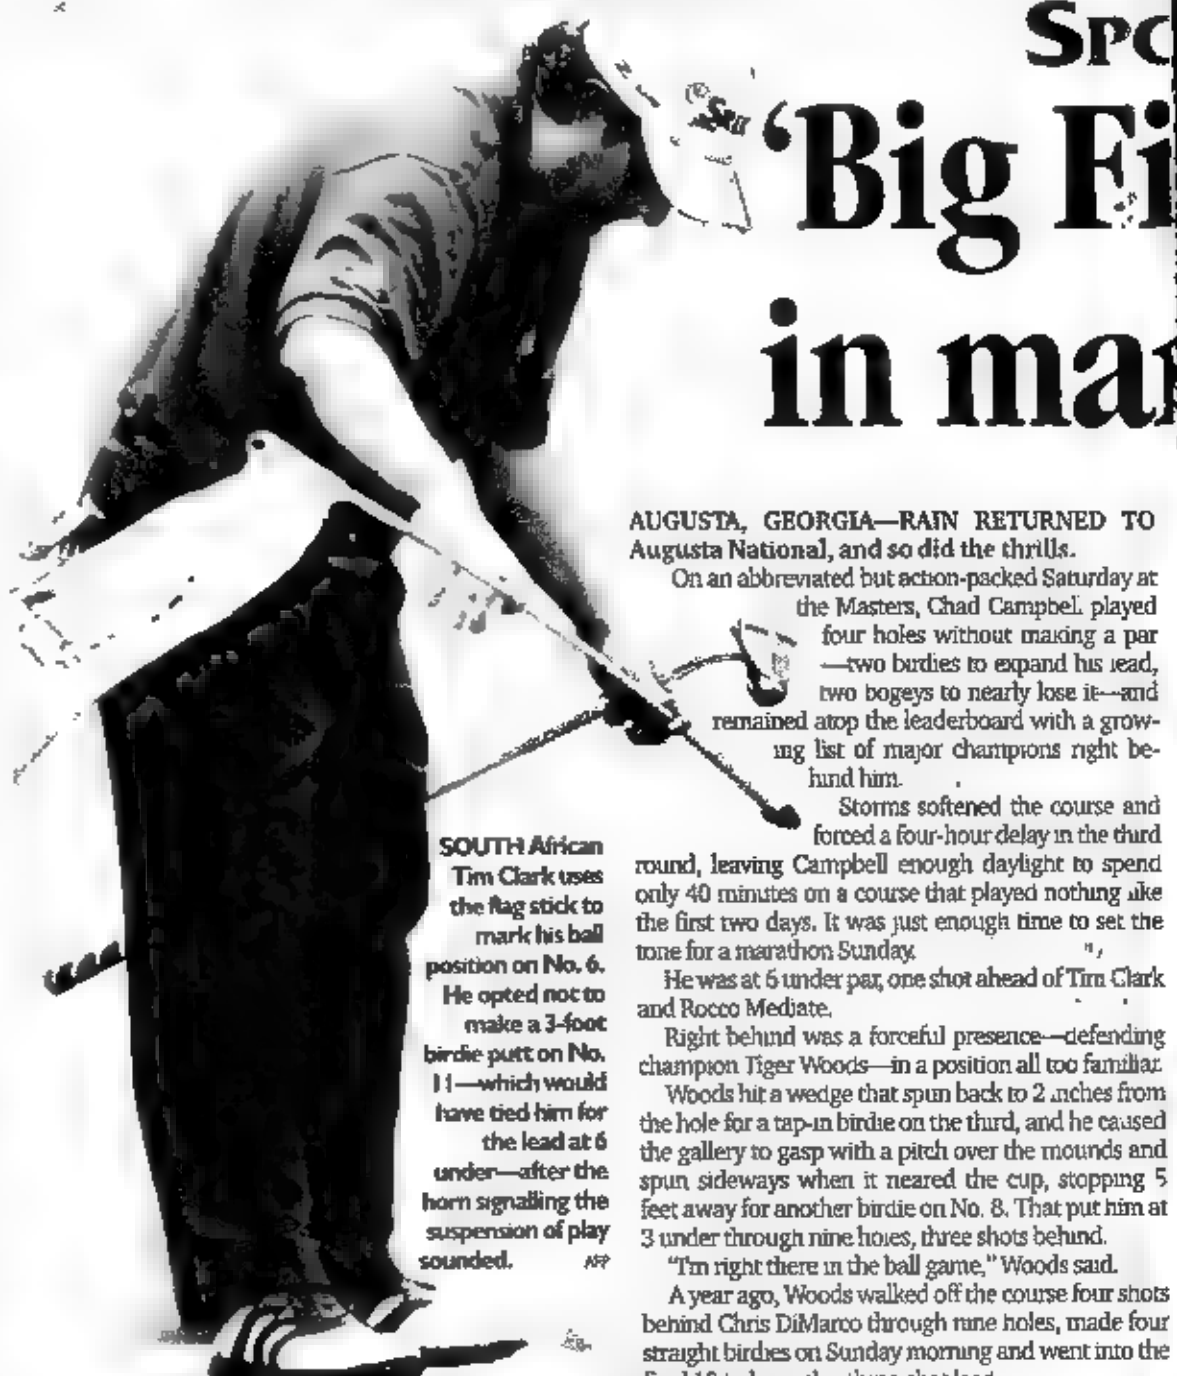 SPO
'Big Fi
in mar
AUGUSTA, GEORGIA—RAIN RETURNED TO
Augusta National, and so did the thrills.
On an abbreviated but action-packed Saturday at
the Masters, Chad Campbell played
four holes without making a par
—two birdies to expand his lead,
two bogeys to nearly lose it—and
remained atop the leaderboard with a grow-
ing list of major champions right be-
hind him.
Storms softened the course and
forced a four-hour delay in the third
round, leaving Campbell enough daylight to spend
only 40 minutes on a course that played nothing like
the first two days. It was just enough time to set the
tone for a marathon Sunday.
He was at 6 under par, one shot ahead of Tim Clark
and Rocco Mediate.
Right behind was a forceful presence—defending
champion Tiger Woods—in a position all too familiar.
Woods hit a wedge that spun back to 2 inches from
the hole for a tap-in birdie on the third, and he caused
the gallery to gasp with a pitch over the mounds and
spun sideways when it neared the cup, stopping 5
feet away for another birdie on No. 8. That put him at
3 under through nine holes, three shots behind.
"I'm right there in the ball game," Woods said.
A year ago, Woods walked off the course four shots
behind Chris DiMarco through nine holes, made four
straight birdies on Sunday morning and went into the
SOUTH African
Tim Clark uses
the flag stick to
mark his ball
position on No. 6.
He opted not to
make a 3-foot
birdie putt on No.
11—which would
have tied him for
the lead at 6
under—after the
horn signalling the
suspension of play
sounded. AFP